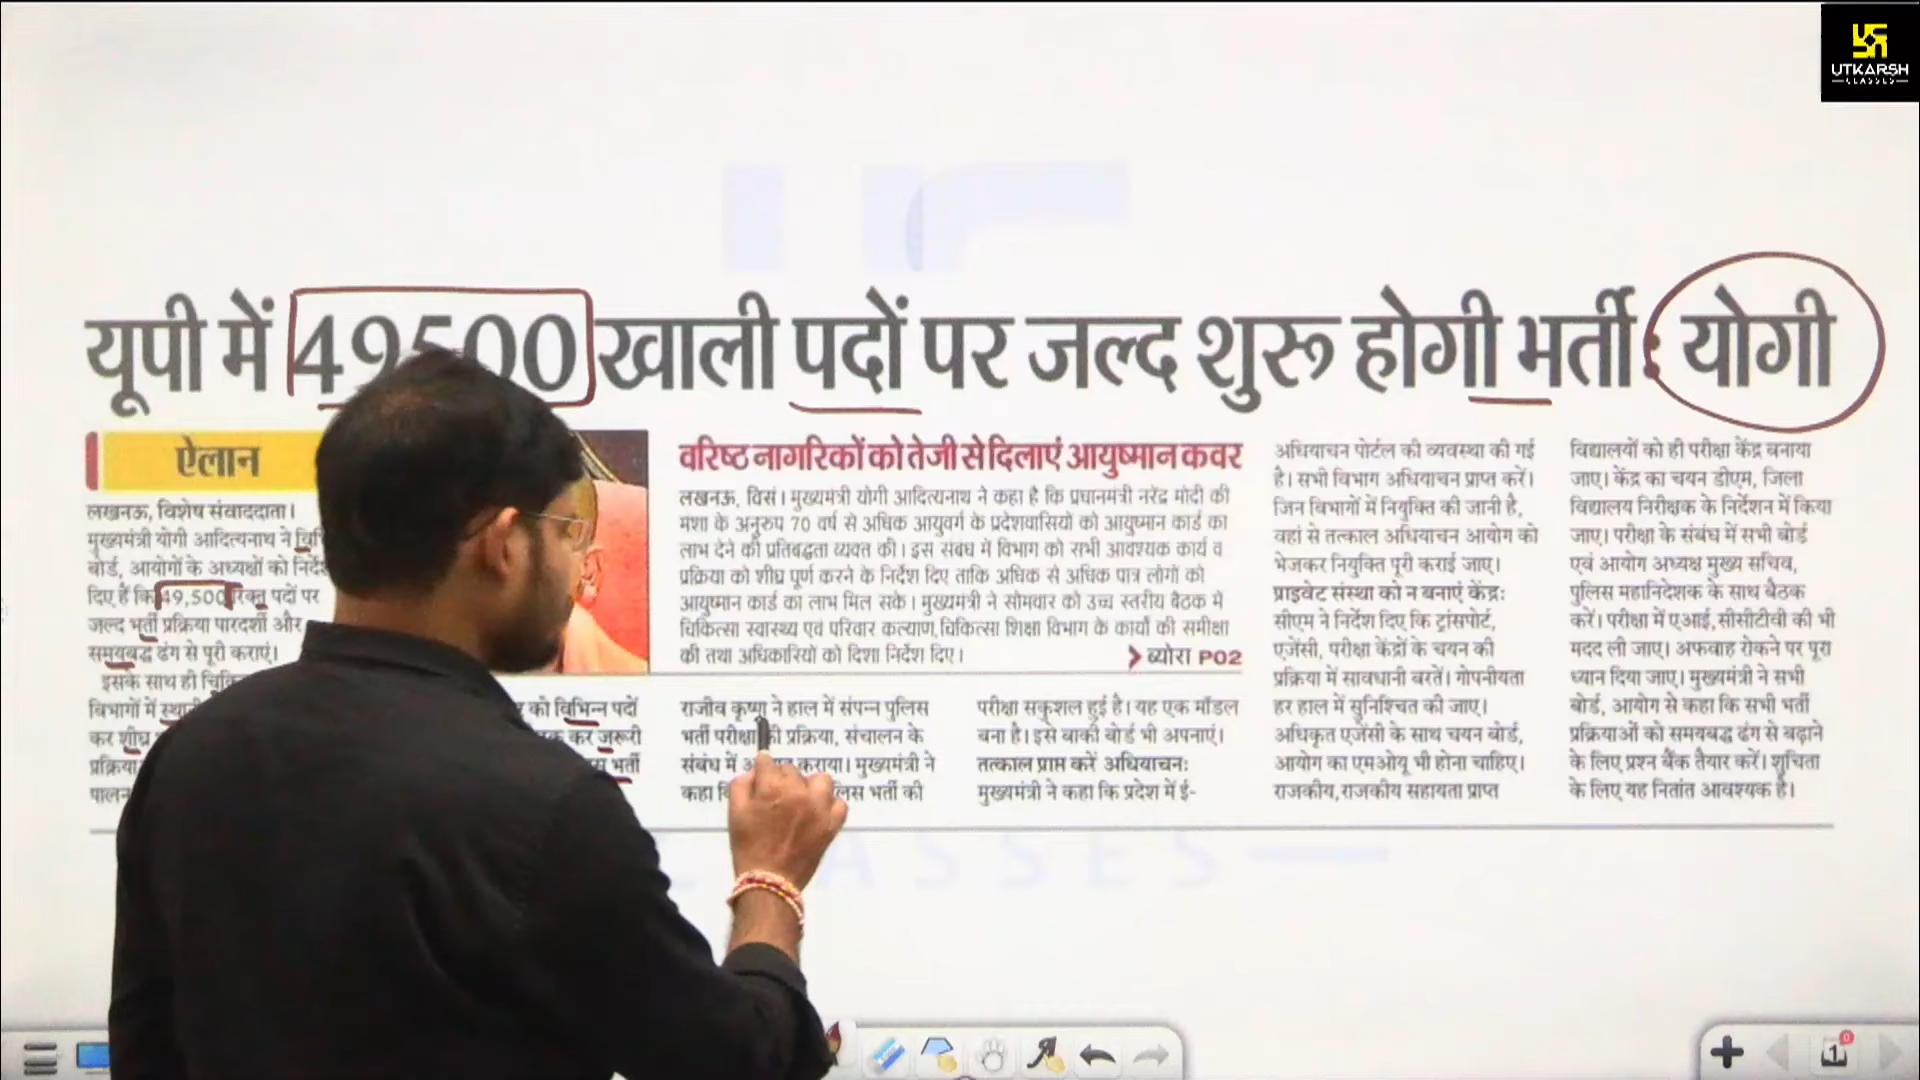 UTKARSH
CLASSES
यूपी में 49500 खाली पदों पर जल्द शुरू होगी भर्ती: योगी
ऐलान
लखनऊ, विशेष संवाददाता।
मुख्यमंत्री योगी आदित्यनाथ ने
बोर्ड, आयोगों के अध्यक्षों को
दिए हैं कि 49,500 रिक्त पदों पर
जल्द भर्ती प्रक्रिया पारदर्शी और
समयबद्ध ढंग से पूरी कराएं।
इसके साथ ही
विभागों में
कर शीघ्र
प्रक्रिया
को विभिन्न पदों
कर जरूरी
भर्ती
वरिष्ठ नागरिकों को तेजी से दिलाएं आयुष्मान कवर
लखनऊ, विसं। मुख्यमंत्री योगी आदित्यनाथ ने कहा है कि प्रधानमंत्री नरेंद्र मोदी की
मंशा के अनुरुप 70 वर्ष से अधिक आयुवर्ग के प्रदेशवासियों को आयुष्मान कार्ड का
लाभ देने की प्रतिबद्धता व्यक्त की। इस संबंध में विभाग को सभी आवश्यक कार्य व
प्रक्रिया को शीघ्र पूर्ण करने के निर्देश दिए ताकि अधिक से अधिक पात्र लोगों को
आयुष्मान कार्ड का लाभ मिल सके। मुख्यमंत्री ने सोमवार को उच्च स्तरीय बैठक में
चिकित्सा स्वास्थ्य एवं परिवार कल्याण, चिकित्सा शिक्षा विभाग के कार्यों की समीक्षा
की तथा अधिकारियों को दिशा निर्देश दिए।
ब्योरा P02
राजीव कृष्ण ने हाल में संपन्न पुलिस
भर्ती परीक्षा की प्रक्रिया, संचालन के
संबंध में कराया। मुख्यमंत्री ने
कहा भर्ती की
परीक्षा सकुशल हुई है। यह एक मॉडल
बना है। इसे बाकी बोर्ड भी अपनाएं।
तत्काल प्राप्त करें अधियाचन:
मुख्यमंत्री ने कहा कि प्रदेश में ई-
अधियाचन पोर्टल की व्यवस्था की गई
है। सभी विभाग अधियाचन प्राप्त करें।
जिन विभागों में नियुक्ति की जानी है,
वहां से तत्काल अधियाचन आयोग को
भेजकर नियुक्ति पूरी कराई जाए।
प्राइवेट संस्था को न बनाएं केंद्र:
सीएम ने निर्देश दिए कि ट्रांसपोर्ट,
एजेंसी, परीक्षा केंद्रों के चयन की
प्रक्रिया में सावधानी बरतें। गोपनीयता
हर हाल में सुनिश्चित की जाए।
अधिकृत एजेंसी के साथ चयन बोर्ड,
आयोग का एमओयू भी होना चाहिए।
राजकीय, राजकीय सहायता प्राप्त
विद्यालयों को ही परीक्षा केंद्र बनाया
जाए। केंद्र का चयन डीएम, जिला
विद्यालय निरीक्षक के निर्देशन में किया
जाए। परीक्षा के संबंध में सभी बोर्ड
एवं आयोग अध्यक्ष मुख्य सचिव,
पुलिस महानिदेशक के साथ बैठक
करें। परीक्षा में एआई, सीसीटीवी की भी
मदद ली जाए। अफवाह रोकने पर पूरा
ध्यान दिया जाए। मुख्यमंत्री ने सभी
बोर्ड, आयोग से कहा कि सभी भर्ती
प्रक्रियाओं को समयबद्ध ढंग से बढ़ाने
के लिए प्रश्न बैंक तैयार करें। शुचिता
के लिए यह नितांत आवश्यक है।
1
0